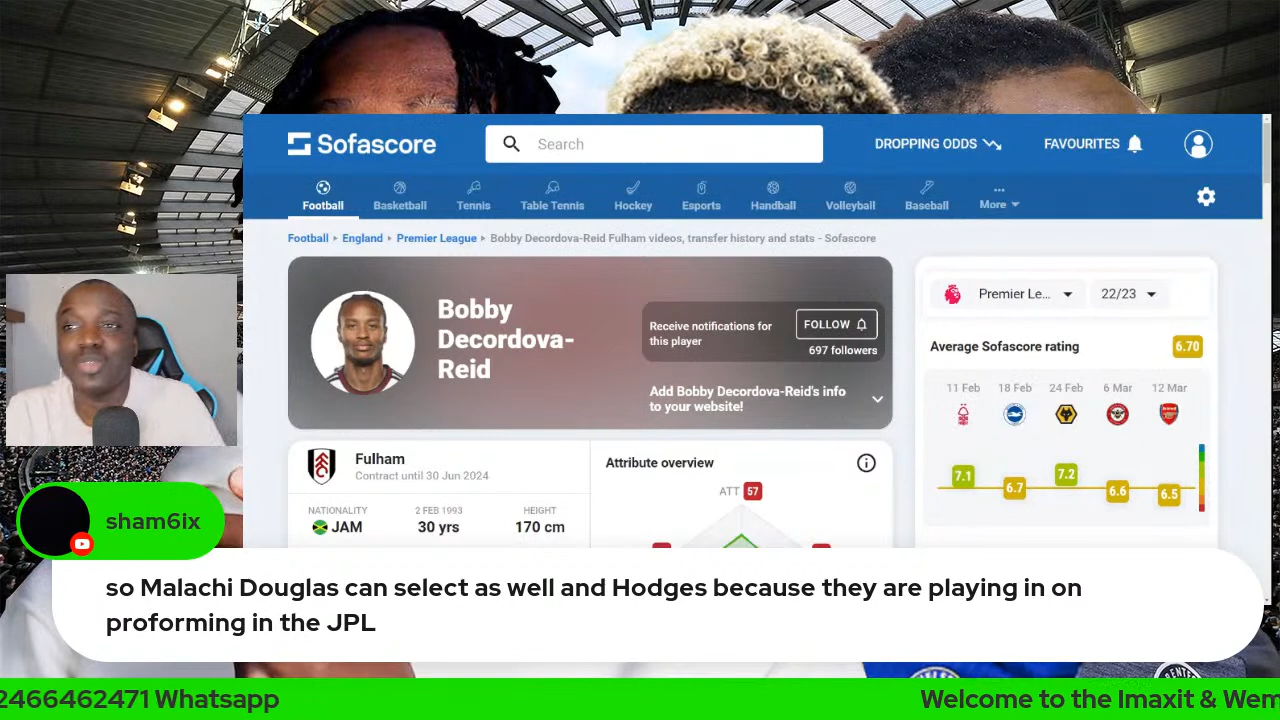 Sofascore
Search
DROPPING ODDS
FAVOURITES
Football
Basketball
Tennis
Table Tennis
Hockey
Esports
Handball
Volleyball
Baseball
More
Football ▸ England ▸ Premier League ▸ Bobby Decordova-Reid Fulham videos, transfer history and stats - Sofascore
Bobby
Decordova-
Reid
Receive notifications for
this player
FOLLOW
697 followers
Add Bobby Decordova-Reid's info
to your website!
Premier Le...
22/23
Average Sofascore rating
6.70
11 Feb
18 Feb
24 Feb
6 Mar
12 Mar
7.1
6.7
7.2
6.6
6.5
Fulham
Contract until 30 Jun 2024
NATIONALITY
JAM
2 FEB 1993
30 yrs
HEIGHT
170 cm
Attribute overview
ATT 57
sham6ix
so Malachi Douglas can select as well and Hodges because they are playing in on
proforming in the JPL
2466462471 Whatsapp
Welcome to the Imaxit & Wem